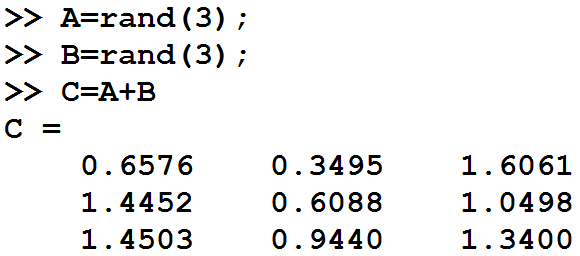 >> A=rand(3);
>> B=rand(3);
>> C=A+B
C =
0.6576 0.3495 1.6061
1.4452 0.6088 1.0498
1.4503 0.9440 1.3400